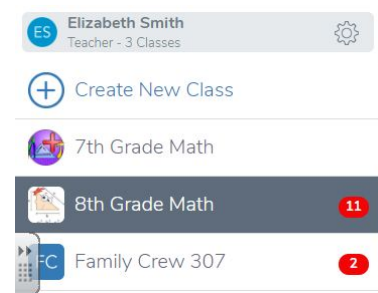 ES
Elizabeth Smith
Teacher - 3 Classes
Create New Class
7th Grade Math
8th Grade Math
11
FC
Family Crew 307
2